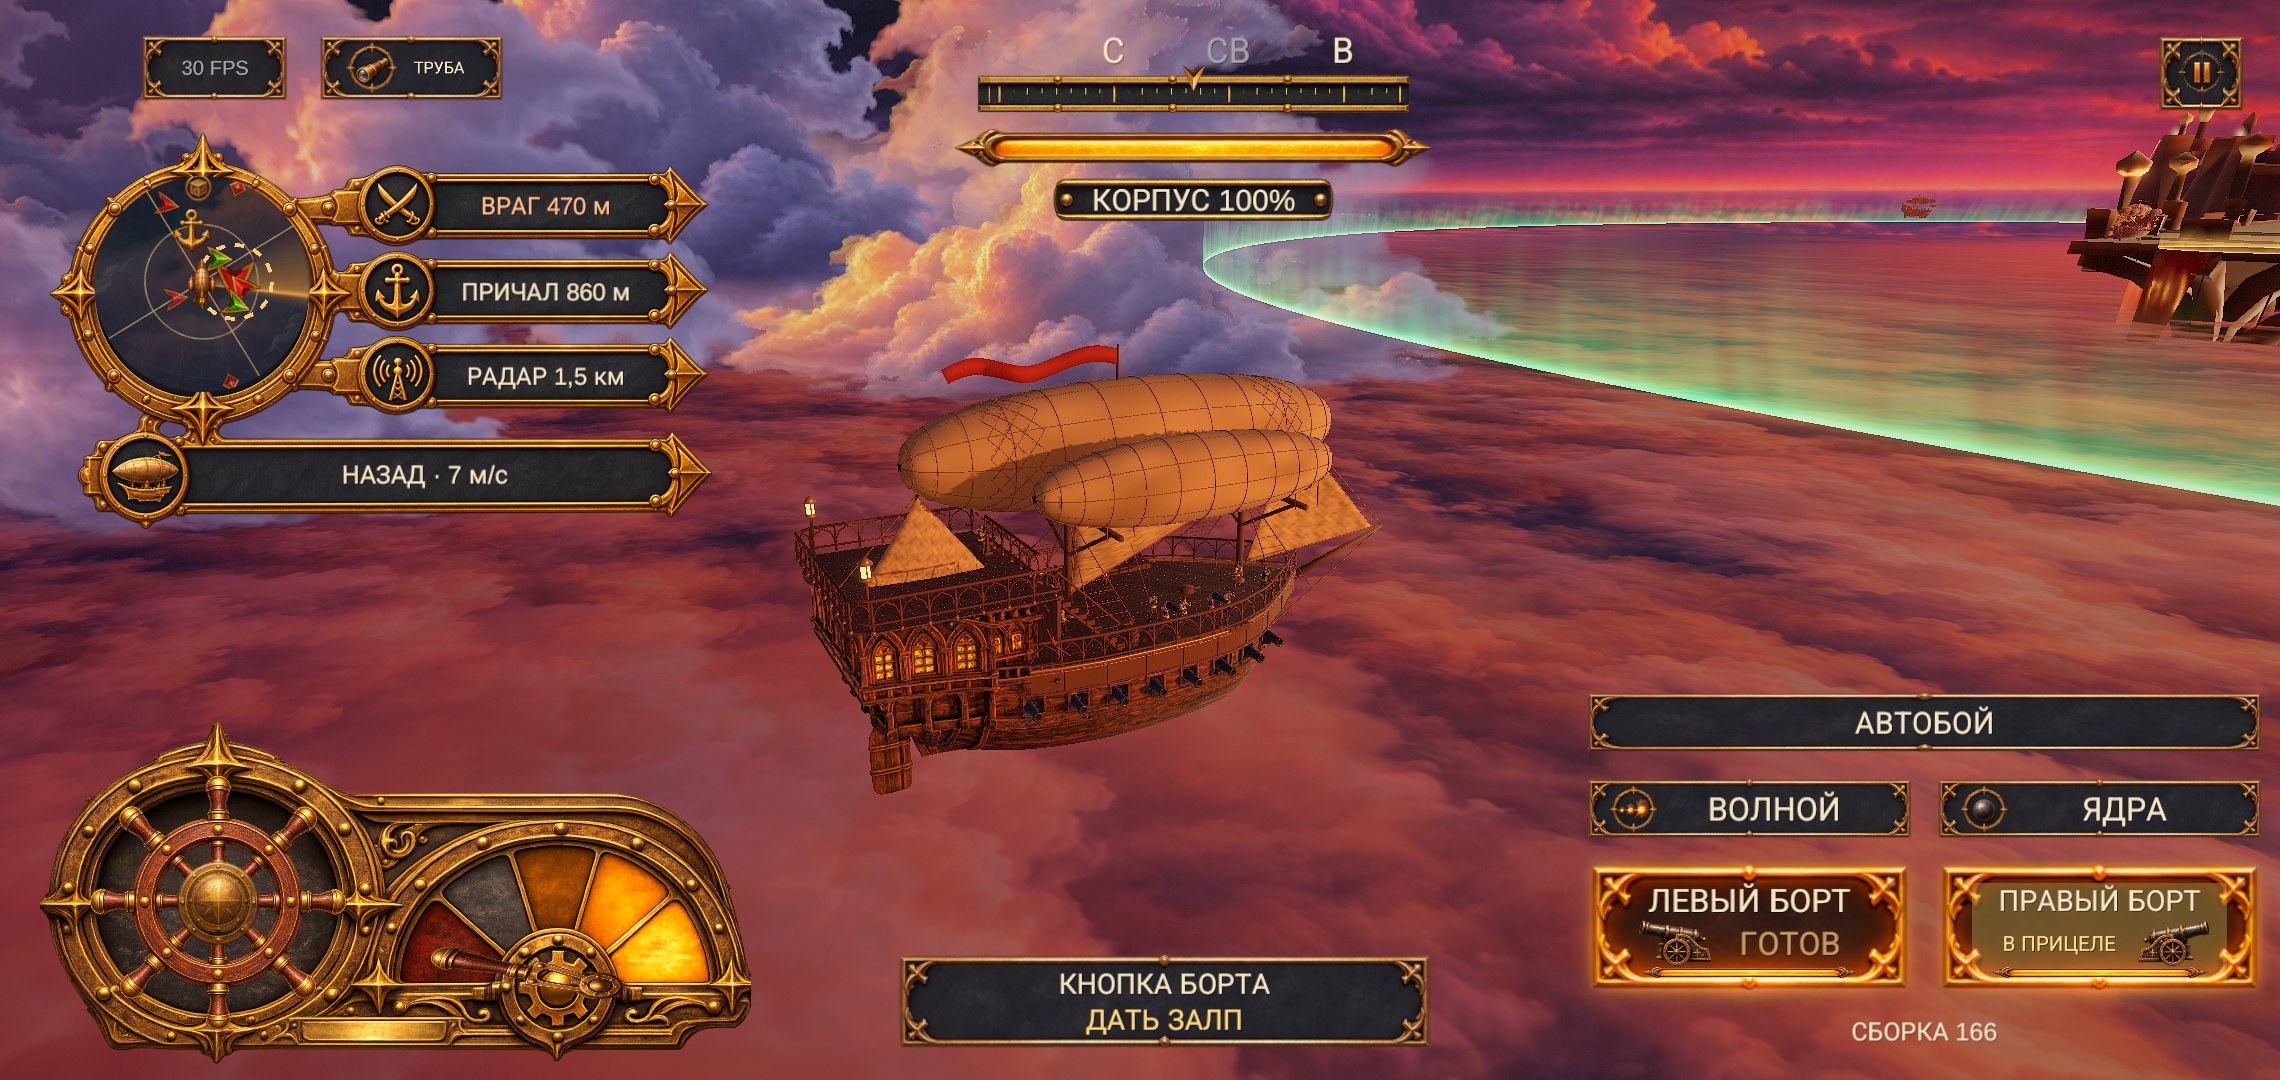 30 FPS
ТРУБА
СЗ С СВ В
КОРПУС 100%
ВРАГ 470 м
ПРИЧАЛ 860 м
РАДАР 1,5 км
НАЗАД · 7 м/с
АВТОБОЙ
ВОЛНОЙ
ЯДРА
ЛЕВЫЙ БОРТ
ГОТОВ
ПРАВЫЙ БОРТ
В ПРИЦЕЛЕ
КНОПКА БОРТА
ДАТЬ ЗАЛП
СБОРКА 166